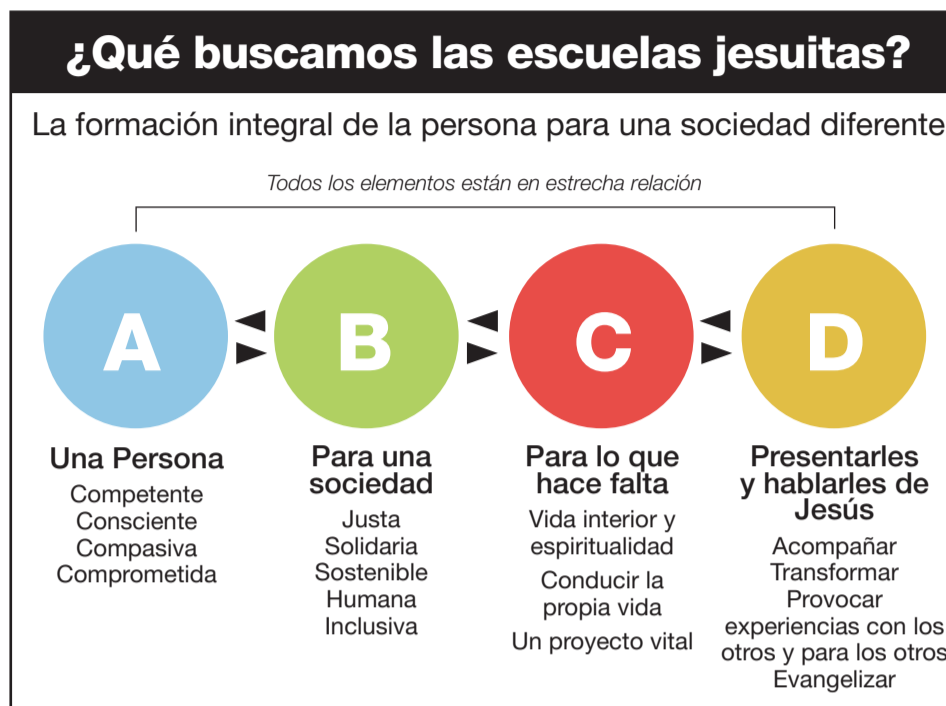 ¿Qué buscamos las escuelas jesuitas?
La formación integral de la persona para una sociedad diferente
Todos los elementos están en estrecha relación
A
B
C
D
Una Persona
Competente
Consciente
Compasiva
Comprometida
Para una
sociedad
Justa
Solidaria
Sostenible
Humana
Inclusiva
Para lo que
hace falta
Vida interior y
espiritualidad
Conducir la
propia vida
Un proyecto vital
Presentarles
y hablarles de
Jesús
Acompañar
Transformar
Provocar
experiencias con los
otros y para los otros
Evangelizar